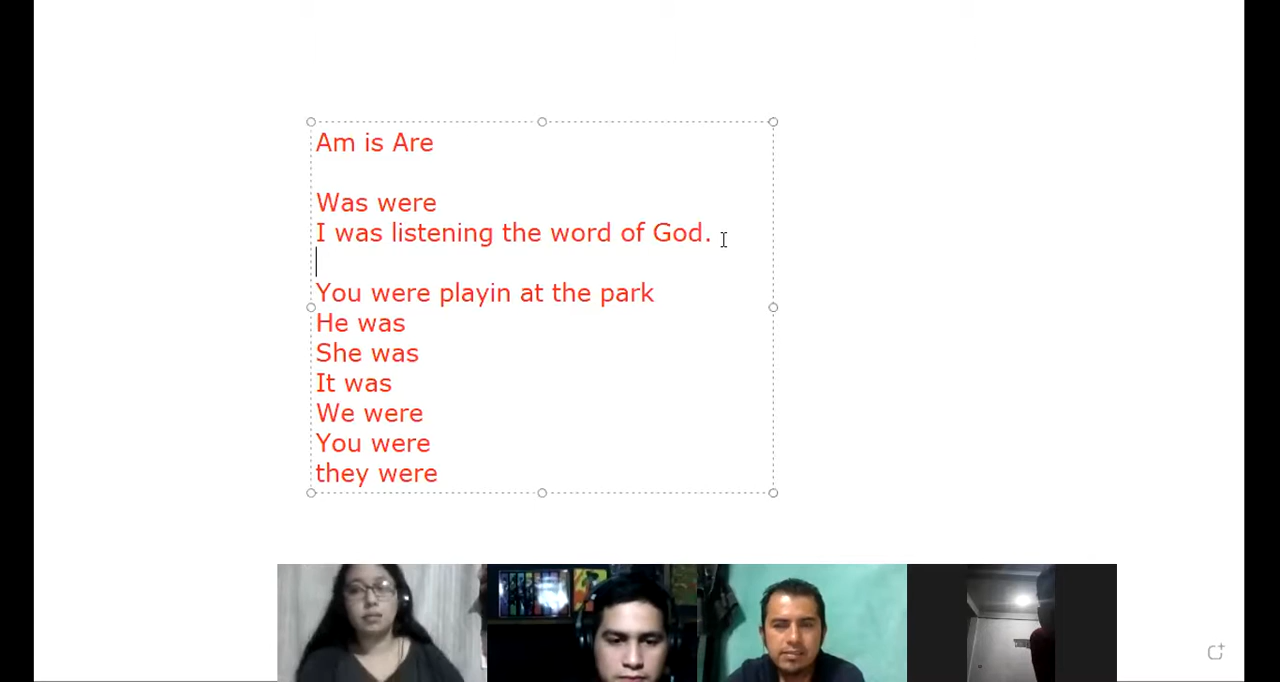 Am is Are
Was were
I was listening the word of God.
You were playin at the park
He was
She was
It was
We were
You were
they were